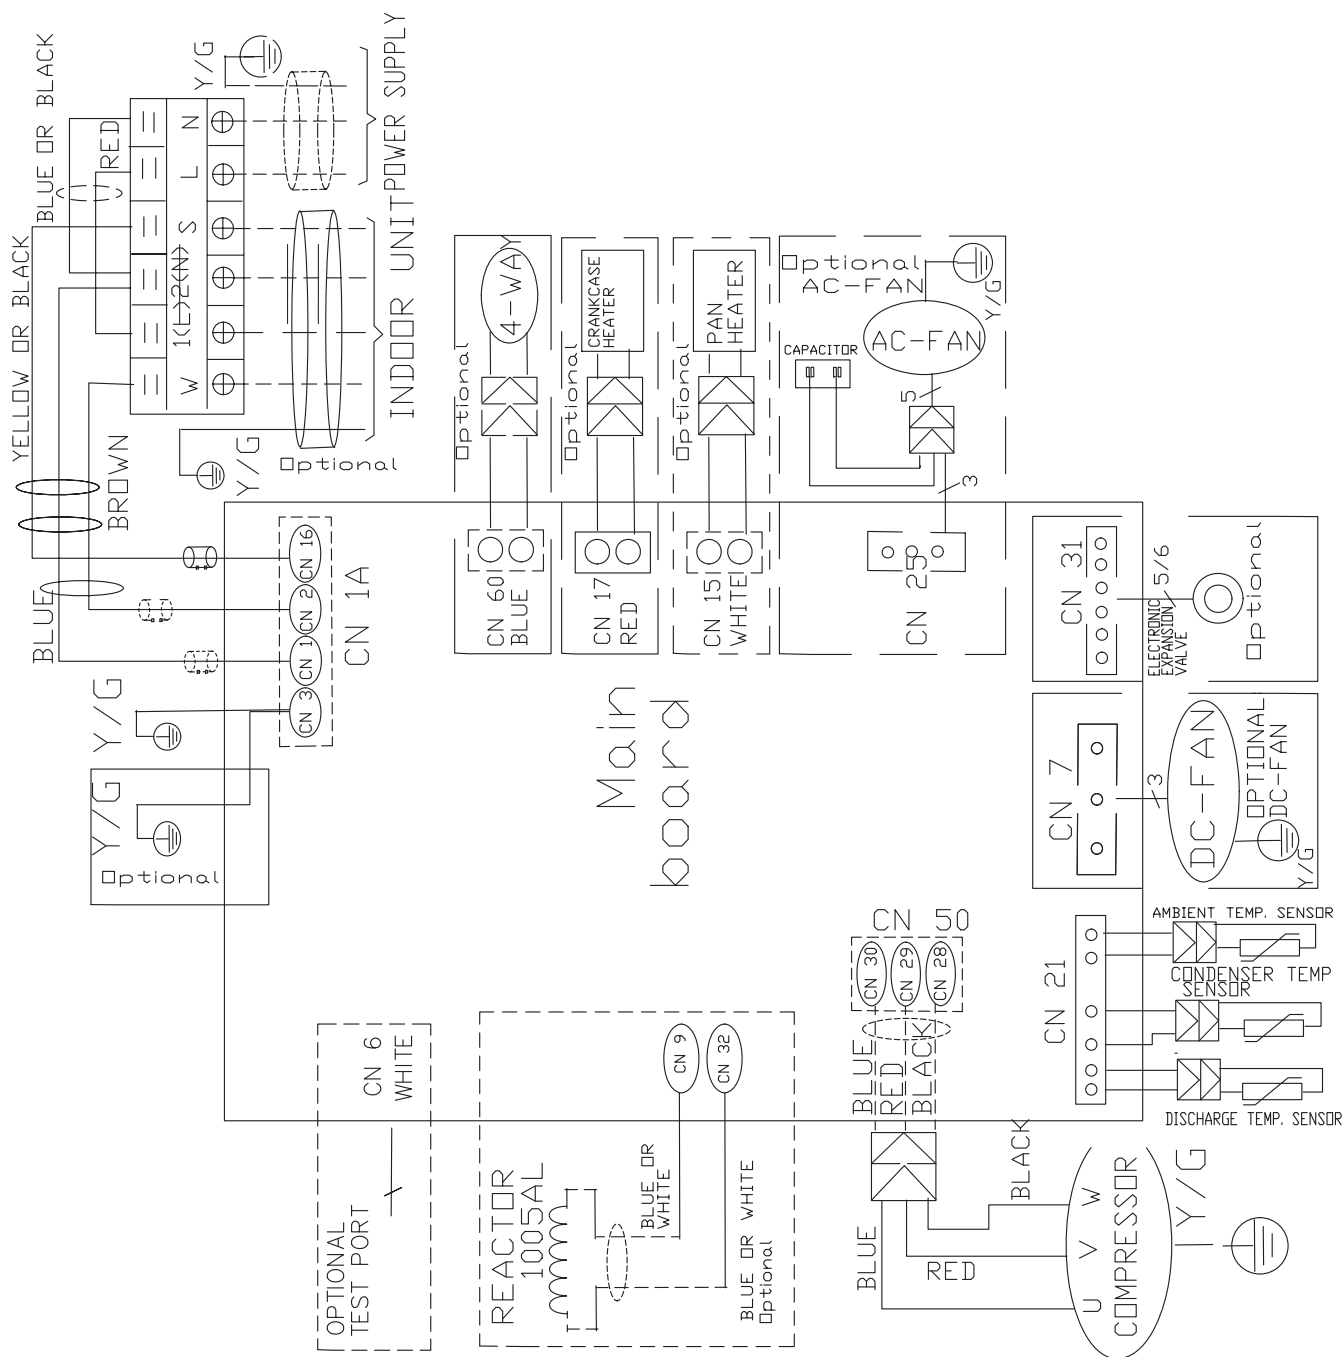 YELLOW OR BLACK
BLUE OR BLACK
RED
BROWN
BLUE
Y/G
POWER SUPPLY
N
L
S
2(N)
1(L)
W
INDOOR UNIT
Y/G
Optional
CN 16
CN 2
CN 1
CN 3
CN 1A
Y/G
Y/G
Optional
4-WAY
Optional
CN 60
BLUE
CRANKCASE
HEATER
Optional
CN 17
RED
PAN
HEATER
Optional
CN 15
WHITE
Optional
AC-FAN
Y/G
AC-FAN
CAPACITOR
5
3
CN 25
CN 31
5/6
ELECTRONIC
EXPANSION
VALVE
Optional
Main
board
CN 7
3
DC-FAN
OPTIONAL
DC-FAN
Y/G
CN 21
AMBIENT TEMP. SENSOR
CONDENSER TEMP
SENSOR
DISCHARGE TEMP. SENSOR
CN 50
CN 30
CN 29
CN 28
BLUE
RED
BLACK
BLUE
RED
BLACK
U
V
W
COMPRESSOR
Y/G
CN 6
WHITE
OPTIONAL
TEST PORT
CN 9
CN 32
REACTOR
1005AL
BLUE OR
WHITE
BLUE OR WHITE
Optional